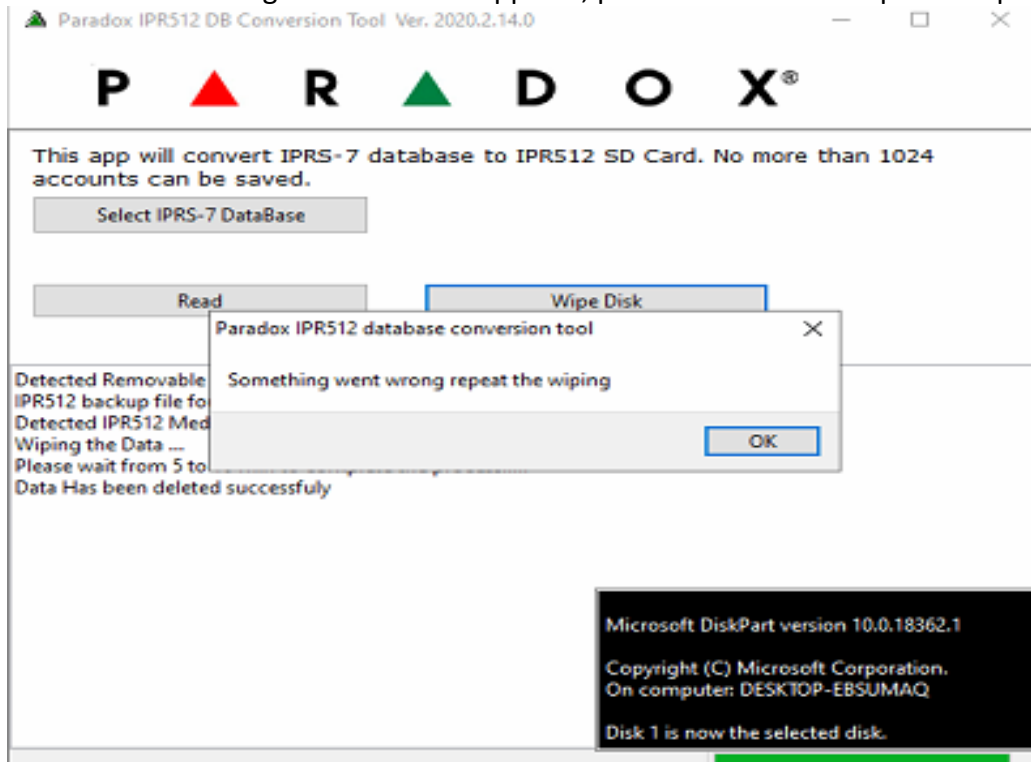 Paradox IPR512 DB Conversion Tool Ver. 2020.2.14.0
PARADOX®
This app will convert IPRS-7 database to IPR512 SD Card. No more than 1024
accounts can be saved.
Select IPRS-7 DataBase
Read
Wipe Disk
Paradox IPR512 database conversion tool
Something went wrong repeat the wiping
OK
Detected Removable
IPR512 backup file fo
Detected IPR512 Med
Wiping the Data ...
Please wait from 5 to
Data Has been deleted successfuly
Microsoft DiskPart version 10.0.18362.1
Copyright (C) Microsoft Corporation.
On computer: DESKTOP-EBSUMAQ
Disk 1 is now the selected disk.